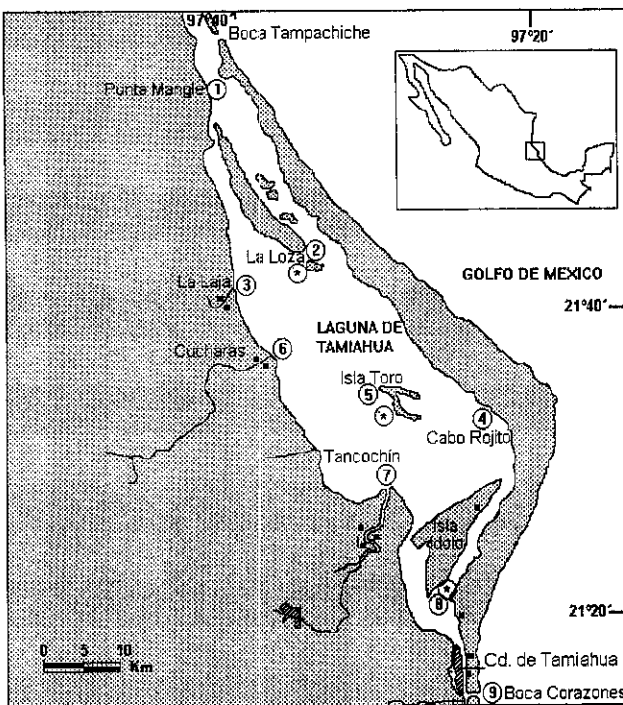 97°40'
97°20'
Boca Tampachiche
Punta Mangle
1
La Loza
2
*
GOLFO DE MEXICO
La Laja
3
21°40'
LAGUNA DE
TAMIAHUA
6
Cucharas
Isla Toro
5
*
4
Cabo Rojito
Tancochín
7
Isla
*
8
21°20'
0 5 10
Km
Cd. de Tamiahua
9 Boca Corazones